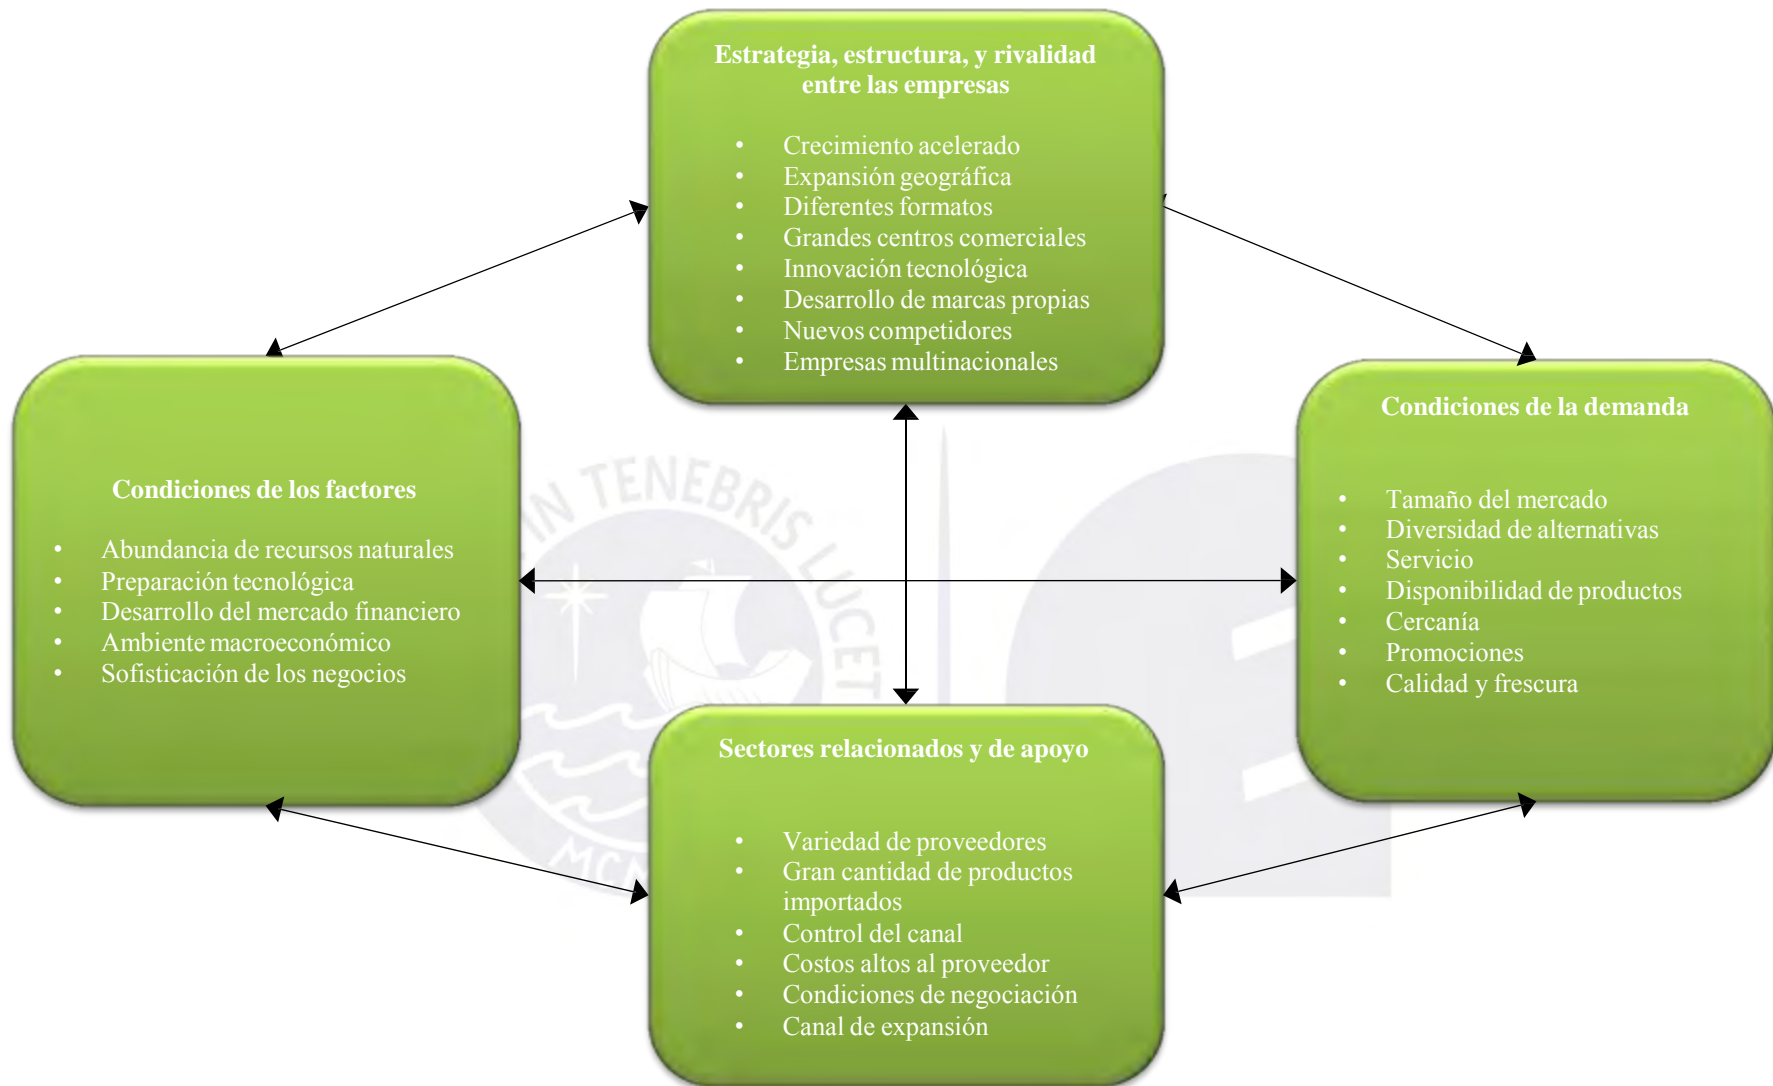 Estrategia, estructura, y rivalidad
entre las empresas
• Crecimiento acelerado
• Expansión geográfica
• Diferentes formatos
• Grandes centros comerciales
• Innovación tecnológica
• Desarrollo de marcas propias
• Nuevos competidores
• Empresas multinacionales
Condiciones de los factores
• Abundancia de recursos naturales
• Preparación tecnológica
• Desarrollo del mercado financiero
• Ambiente macroeconómico
• Sofisticación de los negocios
Condiciones de la demanda
• Tamaño del mercado
• Diversidad de alternativas
• Servicio
• Disponibilidad de productos
• Cercanía
• Promociones
• Calidad y frescura
Sectores relacionados y de apoyo
• Variedad de proveedores
• Gran cantidad de productos
importados
• Control del canal
• Costos altos al proveedor
• Condiciones de negociación
• Canal de expansión
IN TENEBRIS LUCET